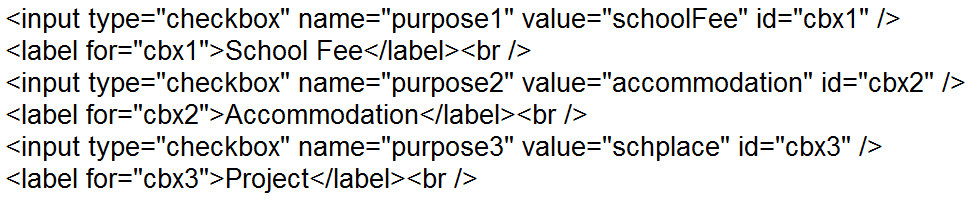 <input type="checkbox" name="purpose1" value="schoolFee" id="cbx1" />
<label for="cbx1">School Fee</label><br />
<input type="checkbox" name="purpose2" value="accommodation" id="cbx2" />
<label for="cbx2">Accommodation</label><br />
<input type="checkbox" name="purpose3" value="schplace" id="cbx3" />
<label for="cbx3">Project</label><br />